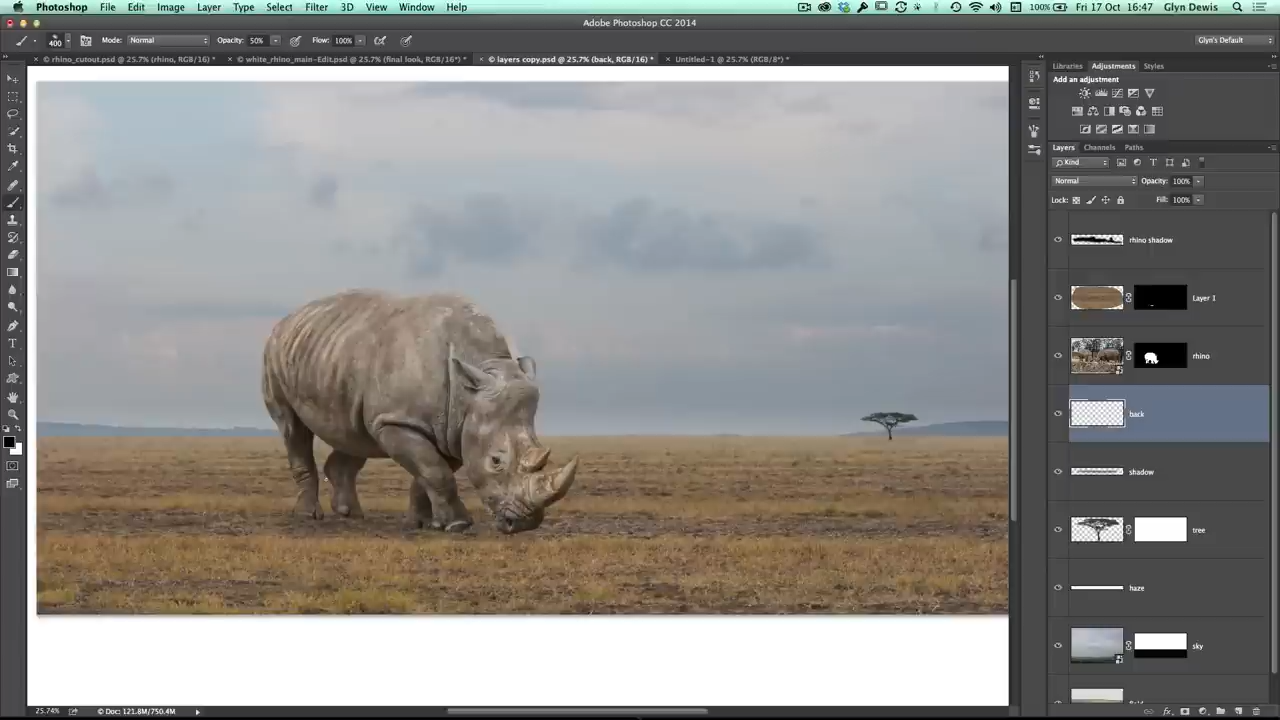 Photoshop File Edit Image Layer Type Select Filter 3D View Window Help 100% Fri 17 Oct 16:47 Glyn Dewis
Adobe Photoshop CC 2014
400 Mode: Normal Opacity: 50% Flow: 100% Glyn's Default
× © rhino_cutout.psd @ 25.7% (rhino, RGB/16) * × © white_rhino_main-Edit.psd @ 25.7% (final look, RGB/16*) * × © layers copy.psd @ 25.7% (back, RGB/16) * × Untitled-1 @ 25.7% (RGB/8*) *
Libraries Adjustments Styles
Add an adjustment
Layers Channels Paths
Kind
Normal Opacity: 100%
Lock: Fill: 100%
rhino shadow
Layer 1
rhino
back
shadow
tree
haze
sky
25.74% © Doc: 121.8M/750.4M